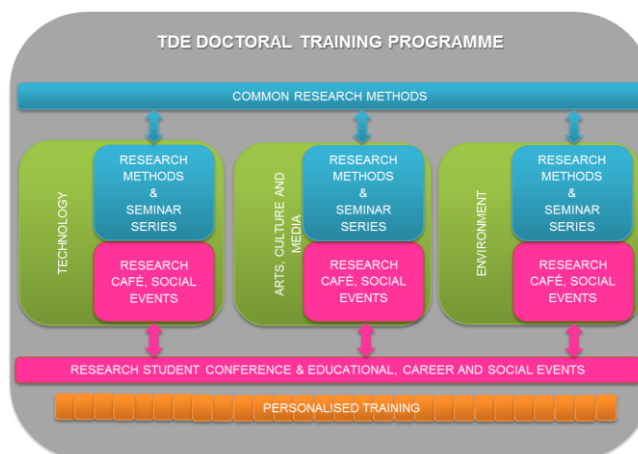 TDE DOCTORAL TRAINING PROGRAMME
COMMON RESEARCH METHODS
TECHNOLOGY
RESEARCH
METHODS
&
SEMINAR
SERIES
RESEARCH
CAFÉ, SOCIAL
EVENTS
ARTS, CULTURE AND
MEDIA
RESEARCH
METHODS
&
SEMINAR
SERIES
RESEARCH
CAFÉ, SOCIAL
EVENTS
ENVIRONMENT
RESEARCH
METHODS
&
SEMINAR
SERIES
RESEARCH
CAFÉ, SOCIAL
EVENTS
RESEARCH STUDENT CONFERENCE & EDUCATIONAL, CAREER AND SOCIAL EVENTS
PERSONALISED TRAINING